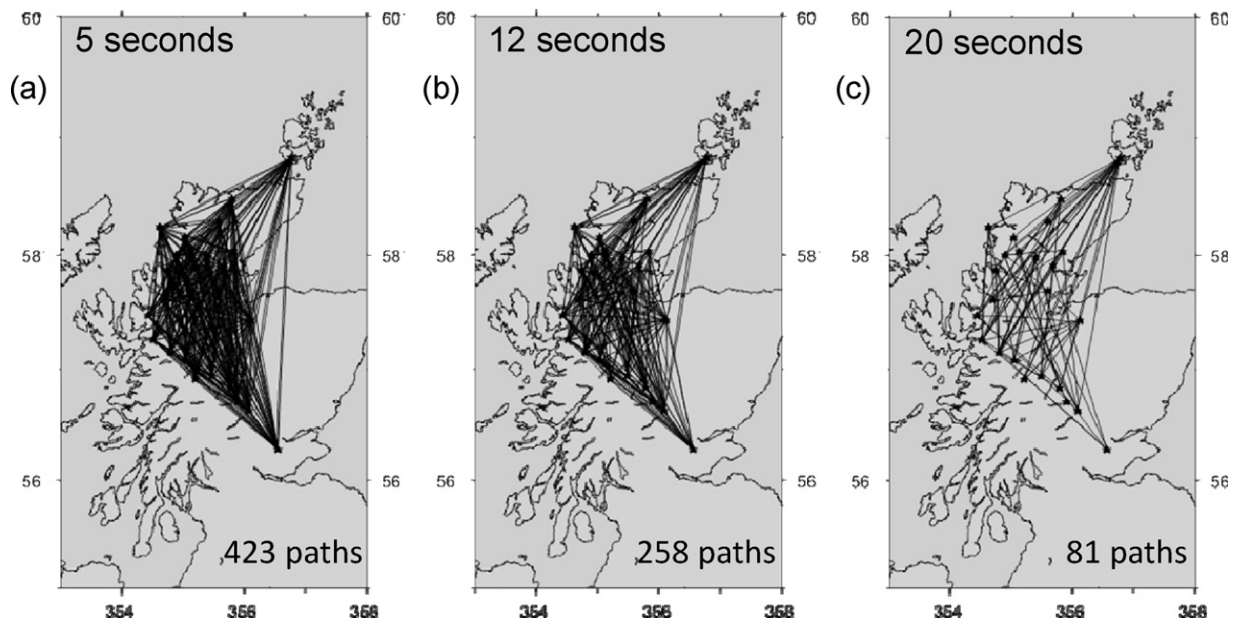 60 60 60 60
5 seconds 12 seconds 20 seconds
(a) (b) (c)
58 58 58 58
56 56 56 56
423 paths 258 paths 81 paths
354 356 358 354 356 358 354 356 358